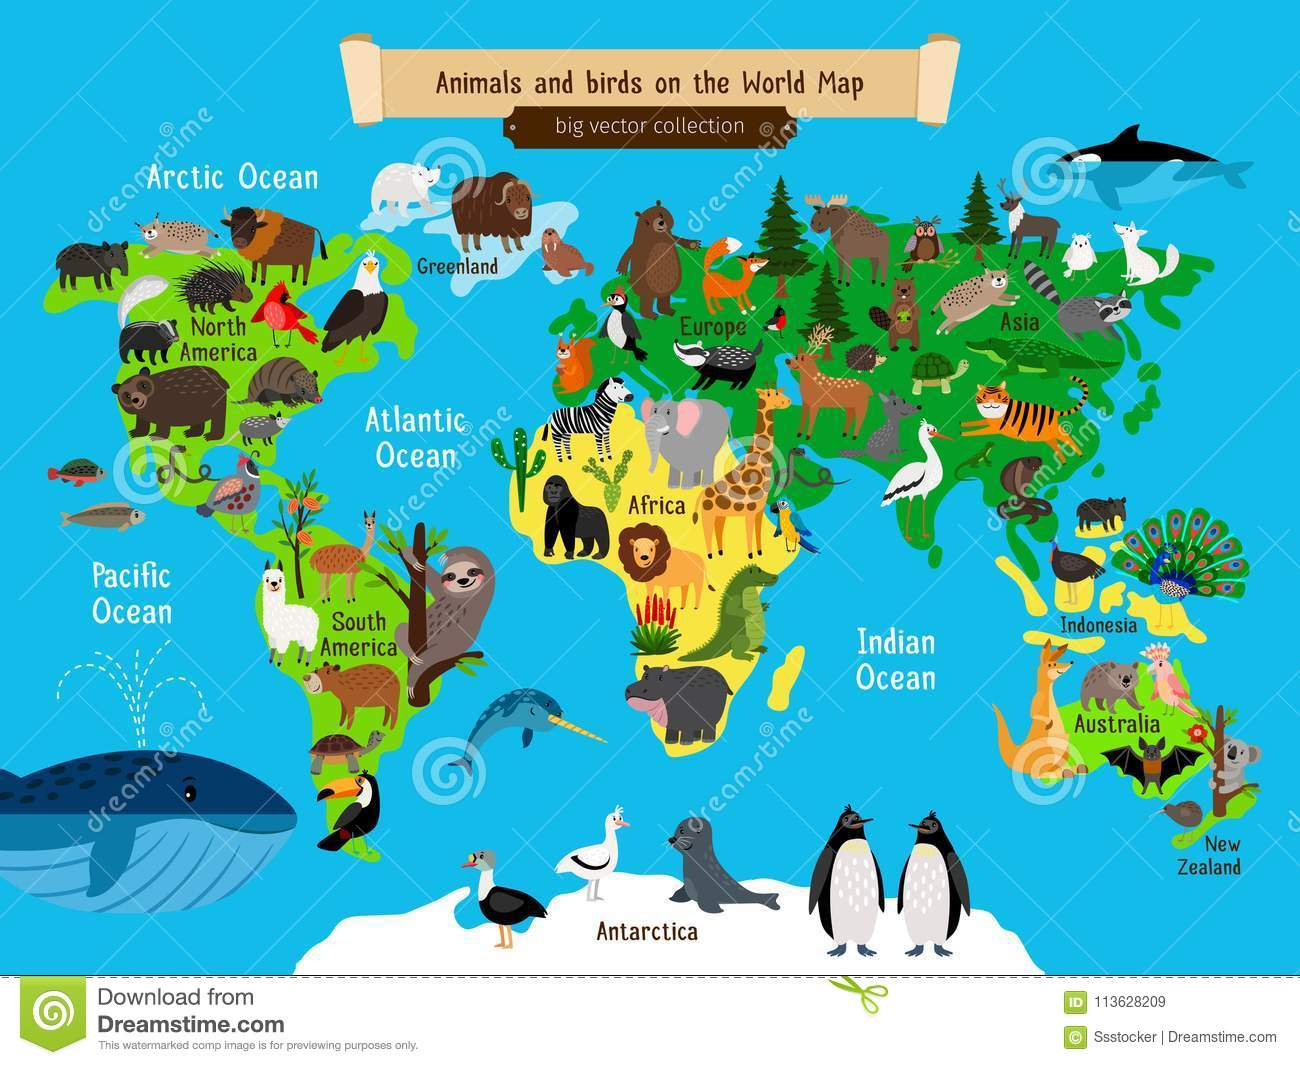 Animals and birds on the World Map
big vector collection
Arctic Ocean
Greenland
North
America
Europe
Asia
Atlantic
Ocean
Africa
Pacific
Ocean
South
America
Indian
Ocean
Indonesia
Australia
New
Zealand
Antarctica
dreamstime
Download from
Dreamstime.com
This watermarked comp image is for previewing purposes only.
ID 113628209
Ssstocker | Dreamstime.com